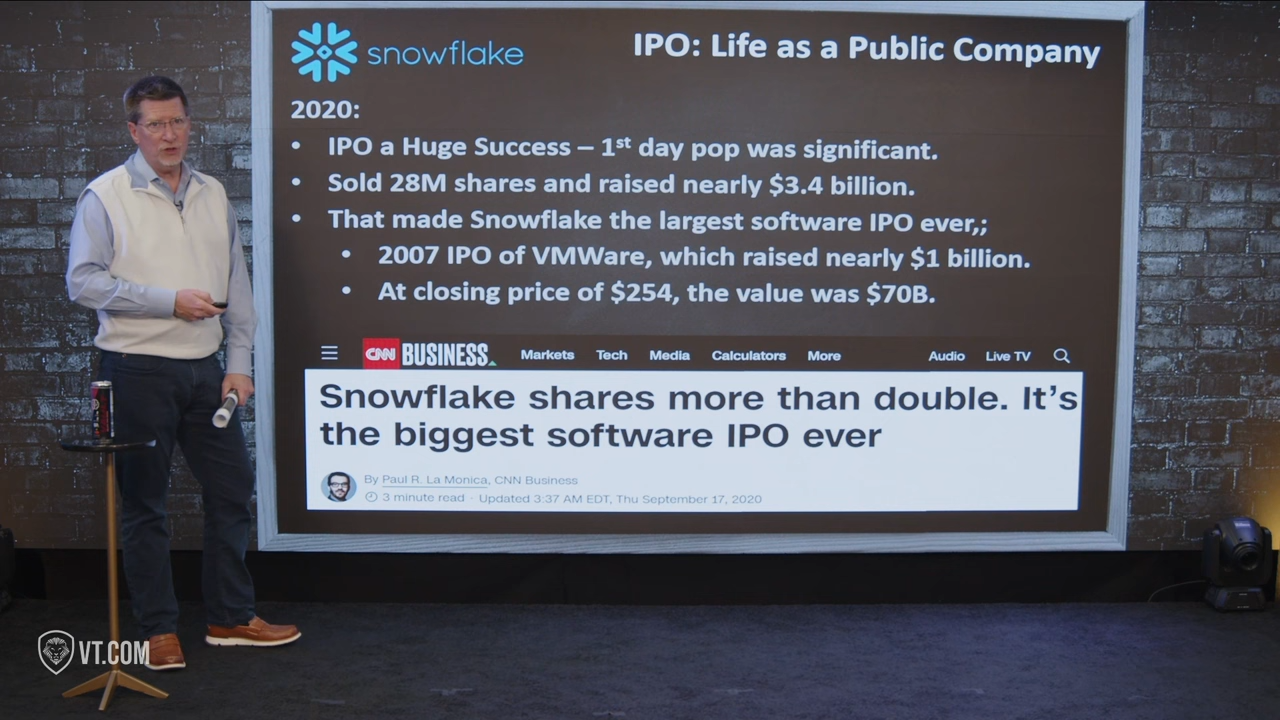 snowflake
IPO: Life as a Public Company
2020:
• IPO a Huge Success – 1st day pop was significant.
• Sold 28M shares and raised nearly $3.4 billion.
• That made Snowflake the largest software IPO ever,;
• 2007 IPO of VMWare, which raised nearly $1 billion.
• At closing price of $254, the value was $70B.
CNN BUSINESS Markets Tech Media Calculators More Audio Live TV
Snowflake shares more than double. It's
the biggest software IPO ever
By Paul R. La Monica, CNN Business
3 minute read · Updated 3:37 AM EDT, Thu September 17, 2020
VT.COM